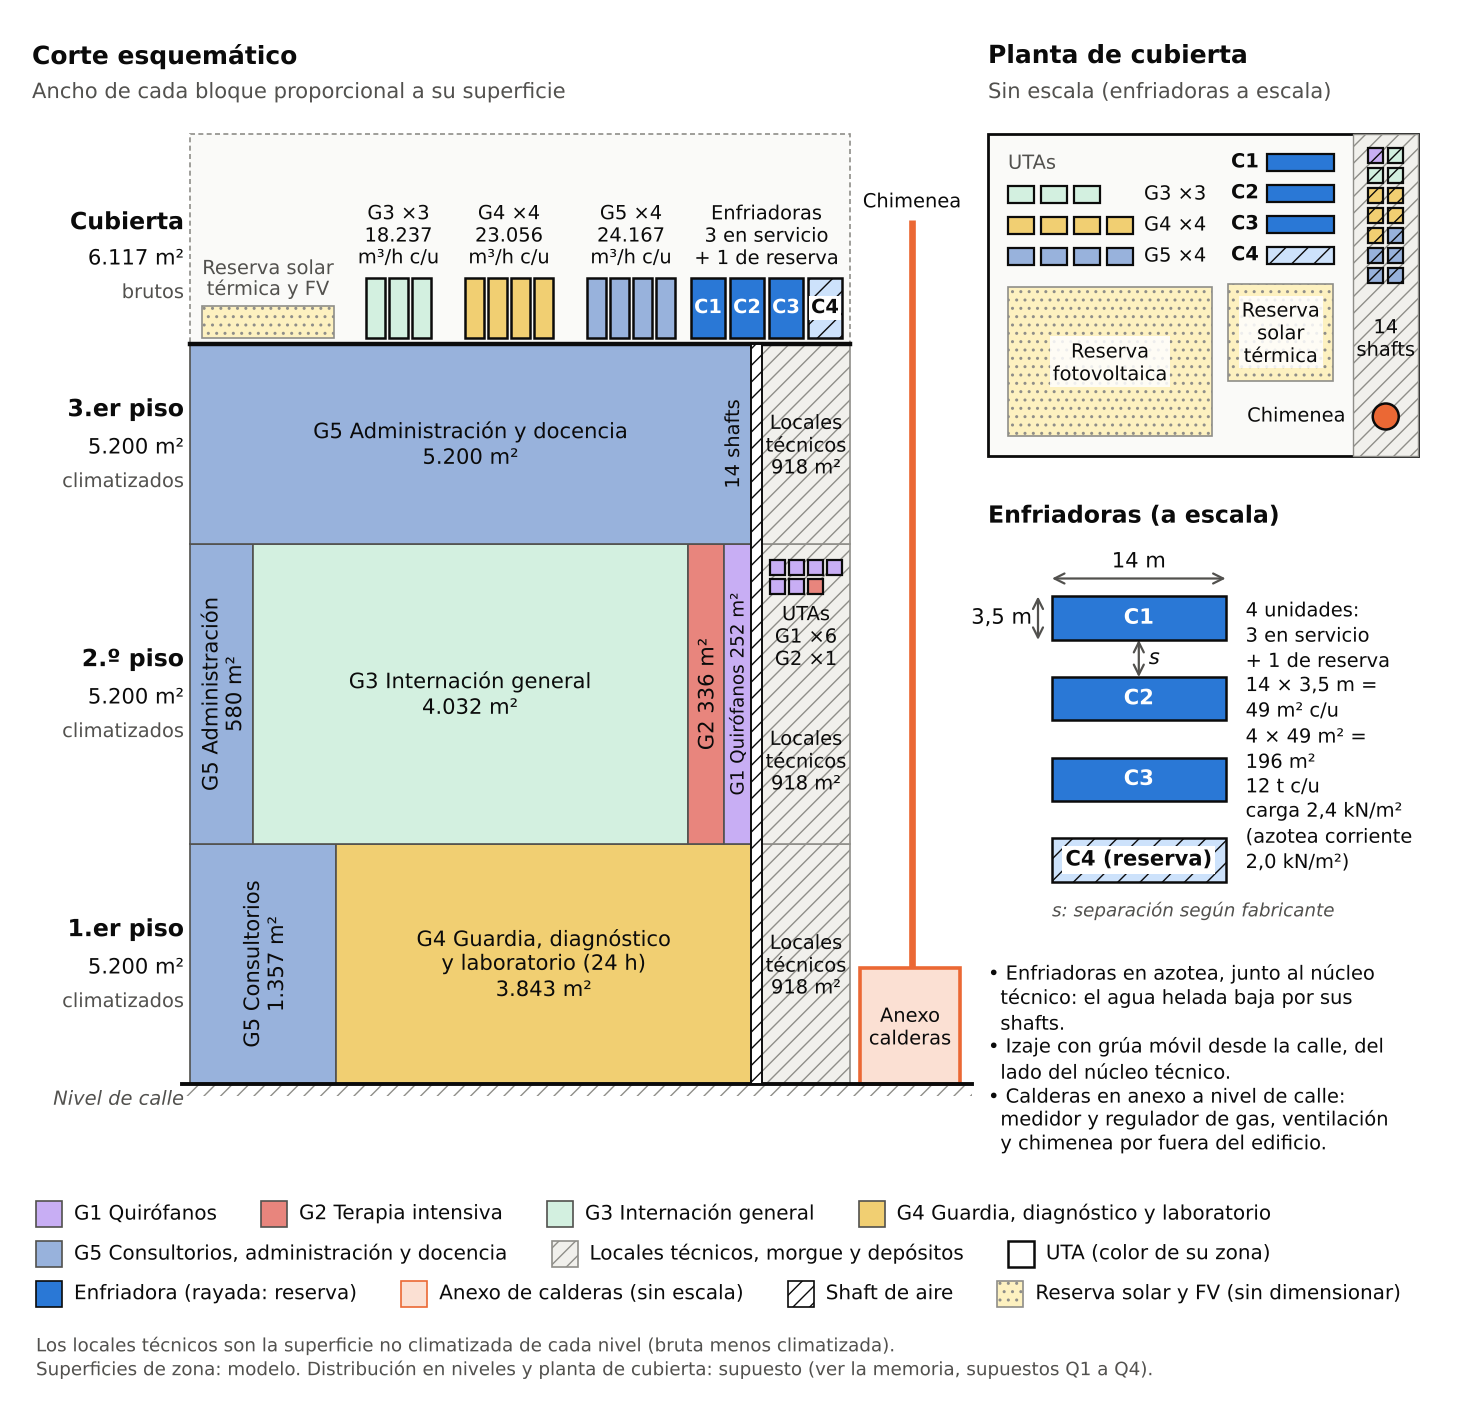 Corte esquemático
Ancho de cada bloque proporcional a su superficie
Cubierta
6.117 m²
brutos
Reserva solar
térmica y FV
G3 ×3
18.237
m³/h c/u
G4 ×4
23.056
m³/h c/u
G5 ×4
24.167
m³/h c/u
Enfriadoras
3 en servicio
+ 1 de reserva
C1
C2
C3
C4
Chimenea
3.er piso
5.200 m²
climatizados
G5 Administración y docencia
5.200 m²
14 shafts
Locales
técnicos
918 m²
2.º piso
5.200 m²
climatizados
G5 Administración
580 m²
G3 Internación general
4.032 m²
G2 336 m²
G1 Quirófanos 252 m²
UTAs
G1 ×6
G2 ×1
Locales
técnicos
918 m²
1.er piso
5.200 m²
climatizados
G5 Consultorios
1.357 m²
G4 Guardia, diagnóstico
y laboratorio (24 h)
3.843 m²
Locales
técnicos
918 m²
Anexo
calderas
Nivel de calle
Planta de cubierta
Sin escala (enfriadoras a escala)
UTAs
G3 ×3
G4 ×4
G5 ×4
C1
C2
C3
C4
Reserva
fotovoltaica
Reserva
solar
térmica
14
shafts
Chimenea
Enfriadoras (a escala)
14 m
3,5 m
C1
s
C2
C3
C4 (reserva)
4 unidades:
3 en servicio
+ 1 de reserva
14 × 3,5 m =
49 m² c/u
4 × 49 m² =
196 m²
12 t c/u
carga 2,4 kN/m²
(azotea corriente
2,0 kN/m²)
s: separación según fabricante
• Enfriadoras en azotea, junto al núcleo
técnico: el agua helada baja por sus
shafts.
• Izaje con grúa móvil desde la calle, del
lado del núcleo técnico.
• Calderas en anexo a nivel de calle:
medidor y regulador de gas, ventilación
y chimenea por fuera del edificio.
G1 Quirófanos
G2 Terapia intensiva
G3 Internación general
G4 Guardia, diagnóstico y laboratorio
G5 Consultorios, administración y docencia
Locales técnicos, morgue y depósitos
UTA (color de su zona)
Enfriadora (rayada: reserva)
Anexo de calderas (sin escala)
Shaft de aire
Reserva solar y FV (sin dimensionar)
Los locales técnicos son la superficie no climatizada de cada nivel (bruta menos climatizada).
Superficies de zona: modelo. Distribución en niveles y planta de cubierta: supuesto (ver la memoria, supuestos Q1 a Q4).